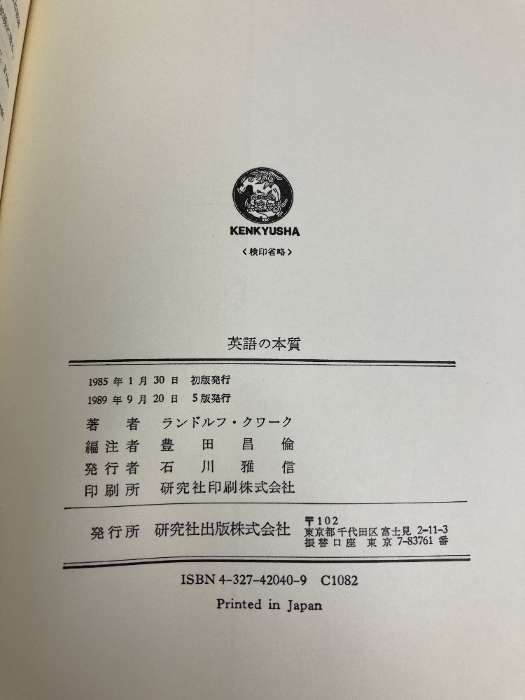 KENKYUSHA
〈検印省略〉
英語の本質
1985 年 1 月 30 日 初版発行
1989 年 9 月 20 日 5 版発行
著者 ランドルフ・クワーク
編注者 豊田昌倫
発行者 石川雅信
印刷所 研究社印刷株式会社
発行所 研究社出版株式会社
〒102
東京都千代田区富士見 2-11-3
振替口座 東京 7-83761 番
ISBN 4-327-42040-9 C1082
Printed in Japan